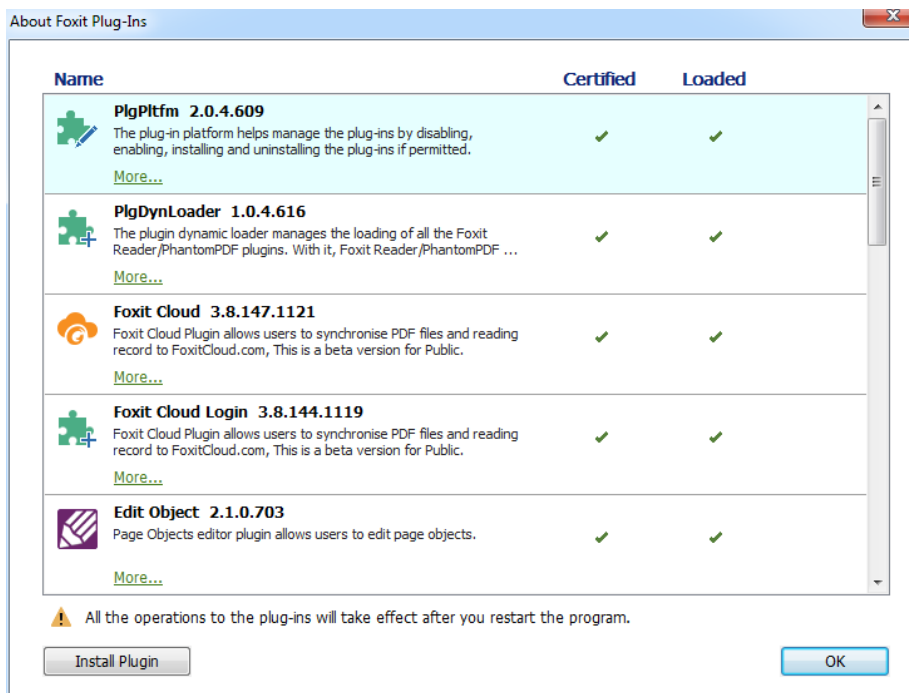 About Foxit Plug-Ins
Name Certified Loaded
PlgPltfm 2.0.4.609
The plug-in platform helps manage the plug-ins by disabling,
enabling, installing and uninstalling the plug-ins if permitted.
More...
PlgDynLoader 1.0.4.616
The plugin dynamic loader manages the loading of all the Foxit
Reader/PhantomPDF plugins. With it, Foxit Reader/PhantomPDF ...
More...
Foxit Cloud 3.8.147.1121
Foxit Cloud Plugin allows users to synchronise PDF files and reading
record to FoxitCloud.com, This is a beta version for Public.
More...
Foxit Cloud Login 3.8.144.1119
Foxit Cloud Plugin allows users to synchronise PDF files and reading
record to FoxitCloud.com, This is a beta version for Public.
More...
Edit Object 2.1.0.703
Page Objects editor plugin allows users to edit page objects.
More...
All the operations to the plug-ins will take effect after you restart the program.
Install Plugin OK